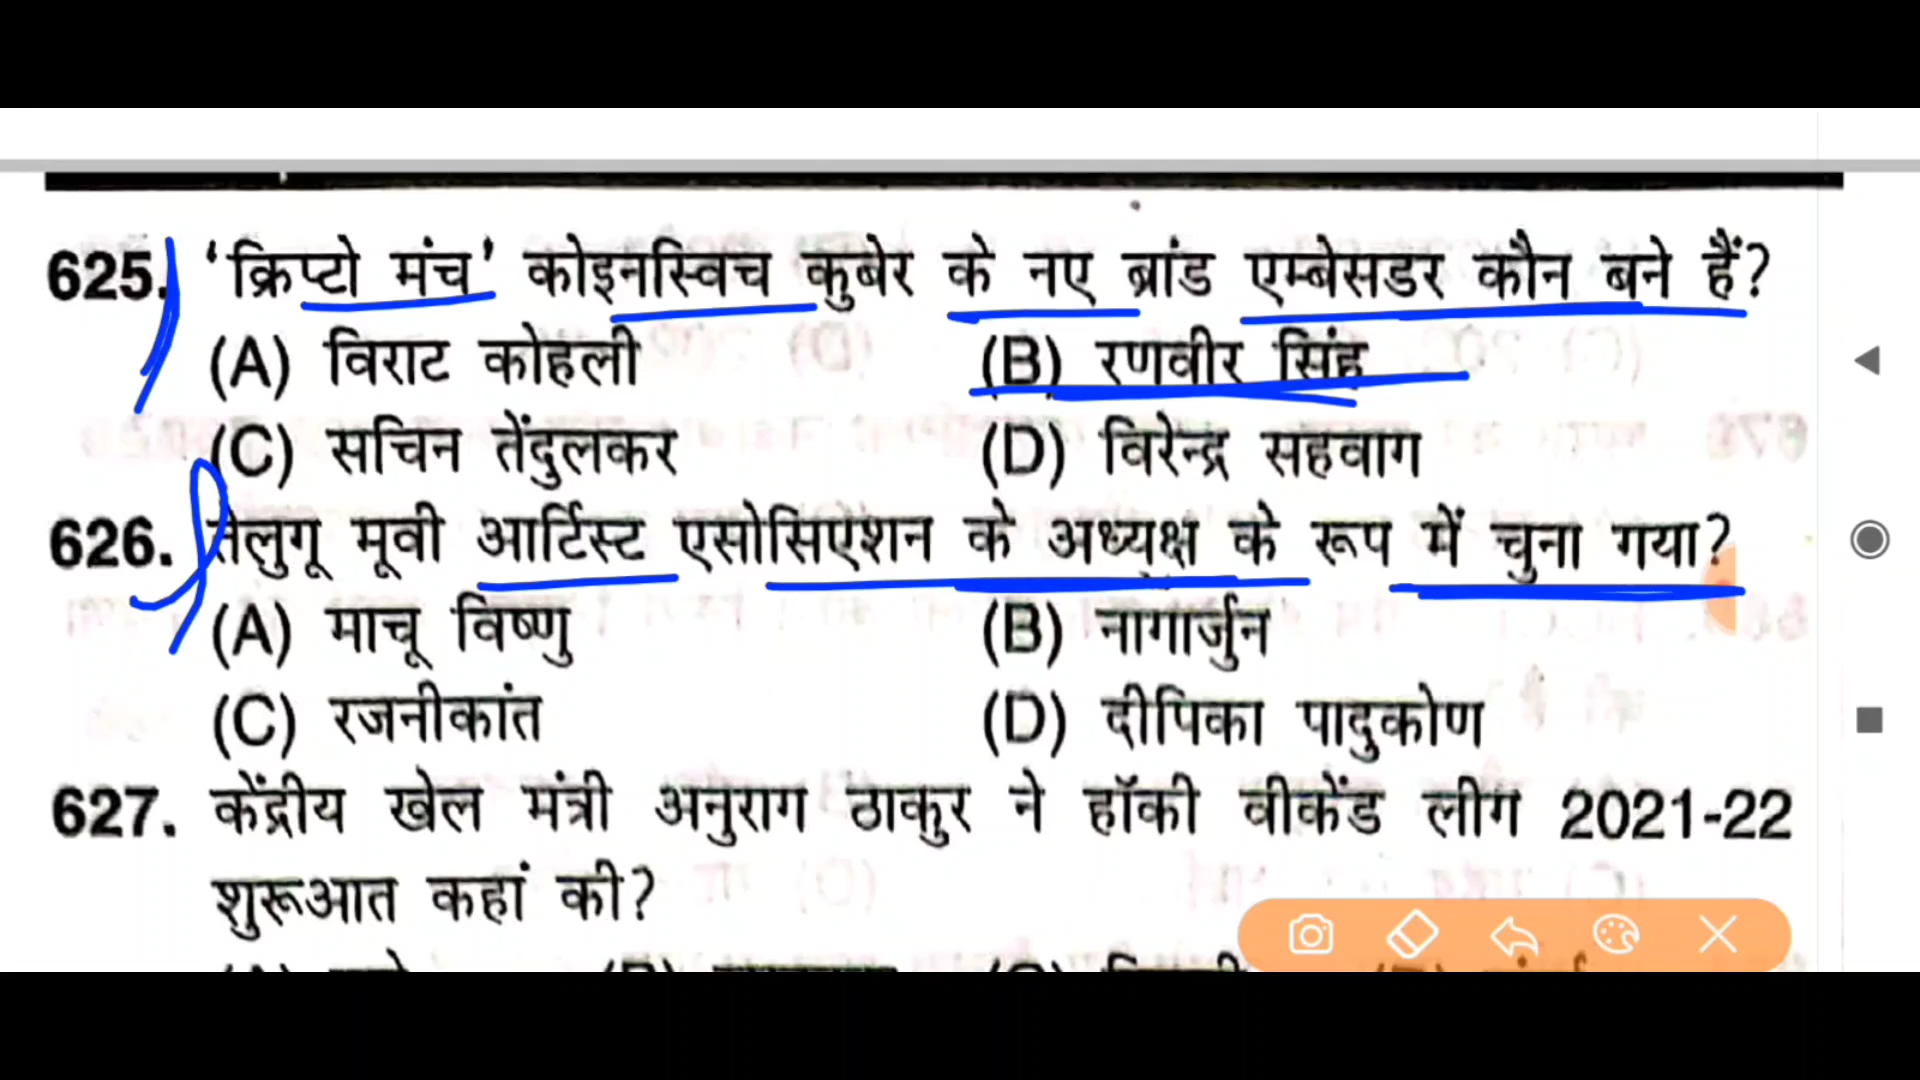 625. ‘क्रिप्टो मंच’ कोइनस्विच कुबेर के नए ब्रांड एम्बेसडर कौन बने हैं?
(A) विराट कोहली (B) रणवीर सिंह
(C) सचिन तेंदुलकर (D) विरेन्द्र सहवाग
626. तेलुगू मूवी आर्टिस्ट एसोसिएशन के अध्यक्ष के रूप में चुना गया?
(A) माचू विष्णु (B) नागार्जुन
(C) रजनीकांत (D) दीपिका पादुकोण
627. केंद्रीय खेल मंत्री अनुराग ठाकुर ने हॉकी वीकेंड लीग 2021-22
शुरूआत कहां की?